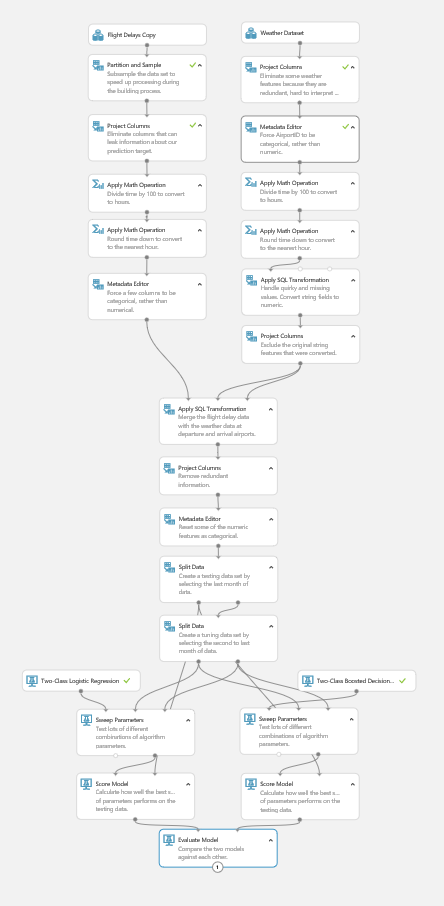 Flight Delays Copy
Weather Dataset
Partition and Sample
Subsample the data set to
speed up processing during
the building process.
Project Columns
Eliminate some weather
features because they are
redundant, hard to interpret ...
Project Columns
Eliminate columns that can
leak information about our
prediction target.
Metadata Editor
Force AirportID to be
categorical, rather than
numeric.
Apply Math Operation
Divide time by 100 to convert
to hours.
Apply Math Operation
Divide time by 100 to convert
to hours.
Apply Math Operation
Round time down to convert
to the nearest hour.
Apply Math Operation
Round time down to convert
to the nearest hour.
Metadata Editor
Force a few columns to be
categorical, rather than
numerical.
Apply SQL Transformation
Handle quirky and missing
values. Convert string fields to
numeric.
Project Columns
Exclude the original string
features that were converted.
Apply SQL Transformation
Merge the flight delay data
with the weather data at
departure and arrival airports.
Project Columns
Remove redundant
information.
Metadata Editor
Reset some of the numeric
features as categorical.
Split Data
Create a testing data set by
selecting the last month of
data.
Split Data
Create a tuning data set by
selecting the second to last
month of data.
Two-Class Logistic Regression
Two-Class Boosted Decision...
Sweep Parameters
Test lots of different
combinations of algorithm
parameters.
Sweep Parameters
Test lots of different
combinations of algorithm
parameters.
Score Model
Calculate how well the best s...
of parameters performs on the
testing data.
Score Model
Calculate how well the best s...
of parameters performs on the
testing data.
Evaluate Model
Compare the two models
against each other.
1